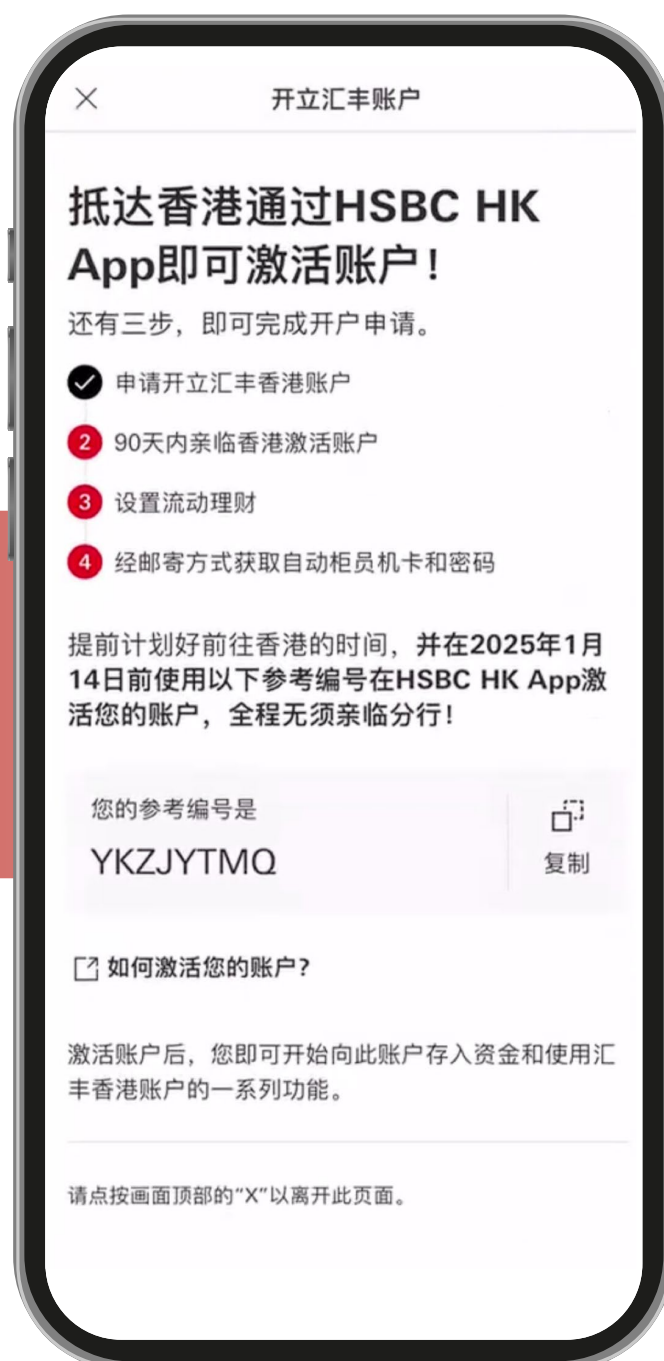 开立汇丰账户
抵达香港通过HSBC HK
App即可激活账户！
还有三步，即可完成开户申请。
申请开立汇丰香港账户
2 90天内亲临香港激活账户
3 设置流动理财
4 经邮寄方式获取自动柜员机卡和密码
提前计划好前往香港的时间，并在2025年1月
14日前使用以下参考编号在HSBC HK App激
活您的账户，全程无须亲临分行！
您的参考编号是
YKZJYTMQ
复制
如何激活您的账户？
激活账户后，您即可开始向此账户存入资金和使用汇
丰香港账户的一系列功能。
请点按画面顶部的“X”以离开此页面。